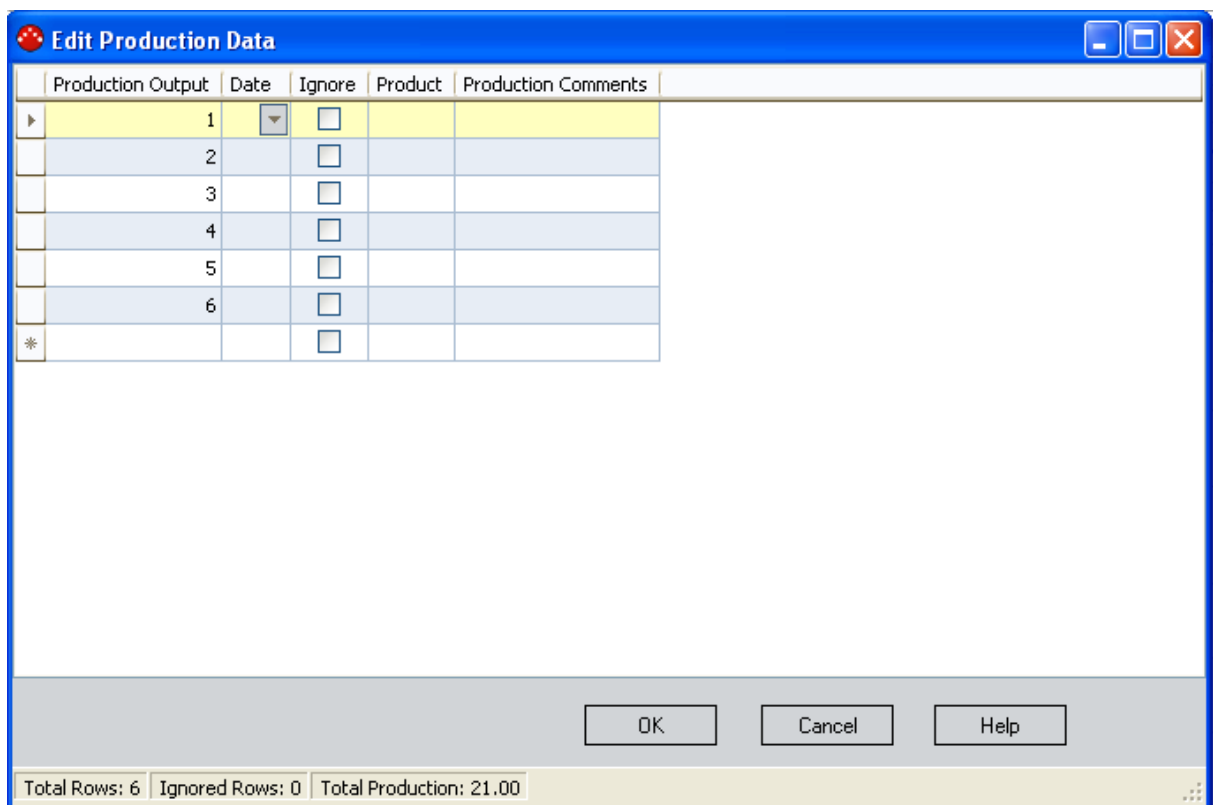 Edit Production Data
Production Output Date Ignore Product Production Comments
1
2
3
4
5
6
OK Cancel Help
Total Rows: 6 Ignored Rows: 0 Total Production: 21.00